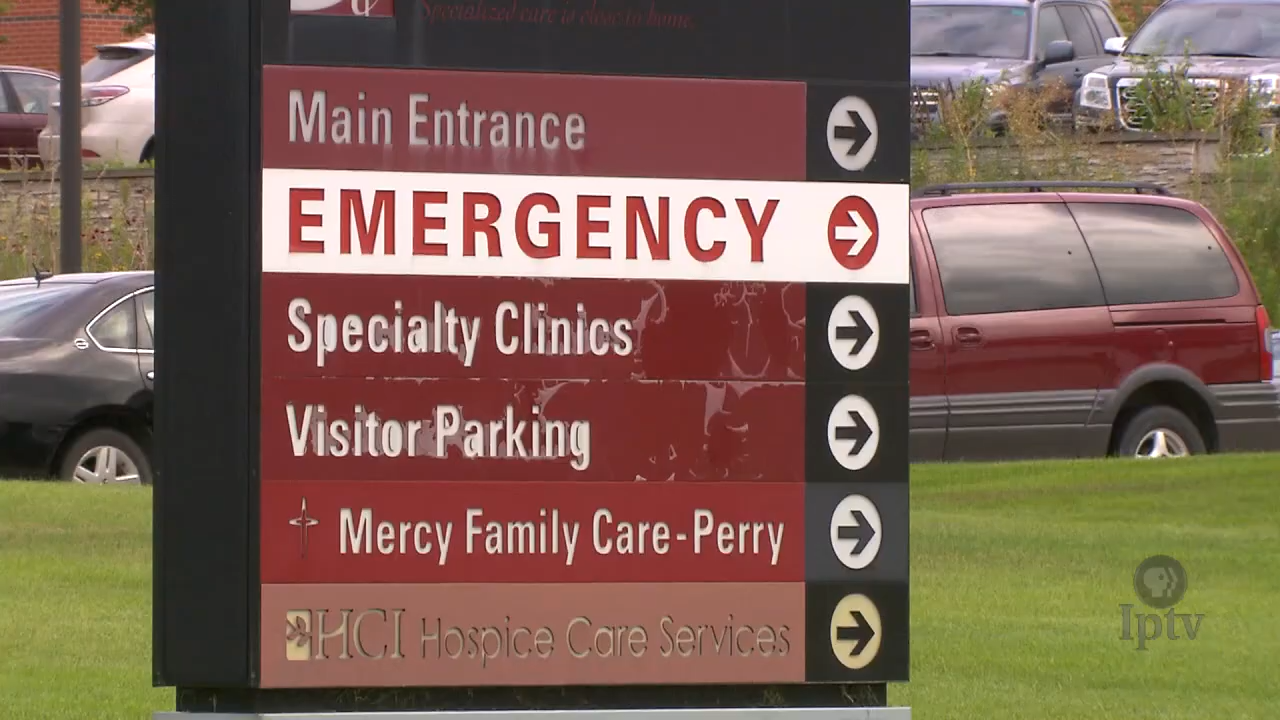 Specialized care is close to home.
Main Entrance
EMERGENCY
Specialty Clinics
Visitor Parking
Mercy Family Care-Perry
HCI Hospice Care Services
Iptv